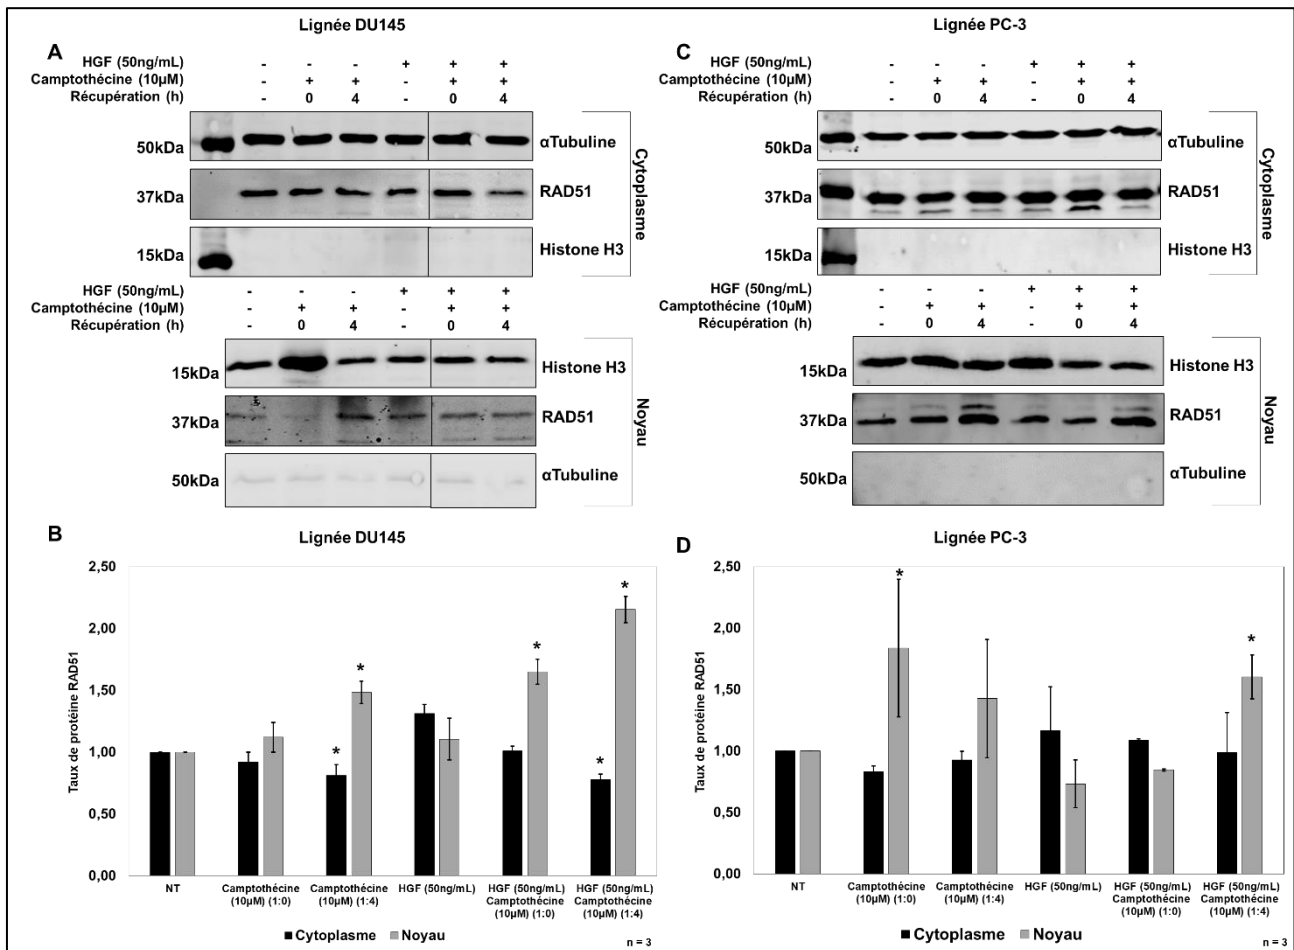 Lignée DU145
A
HGF (50ng/mL) - - - + + +
Camptothécine (10µM) - + + - + +
Récupération (h) - 0 4 - 0 4
50kDa αTubuline
37kDa RAD51
15kDa Histone H3
Cytoplasme
HGF (50ng/mL) - - - + + +
Camptothécine (10µM) - + + - + +
Récupération (h) - 0 4 - 0 4
15kDa Histone H3
37kDa RAD51
50kDa αTubuline
Noyau
Lignée PC-3
C
HGF (50ng/mL) - - - + + +
Camptothécine (10µM) - + + - + +
Récupération (h) - 0 4 - 0 4
50kDa αTubuline
37kDa RAD51
15kDa Histone H3
Cytoplasme
HGF (50ng/mL) - - - + + +
Camptothécine (10µM) - + + - + +
Récupération (h) - 0 4 - 0 4
15kDa Histone H3
37kDa RAD51
50kDa αTubuline
Noyau
B
Lignée DU145
Taux de protéine RAD51
2,50
2,00
1,50
1,00
0,50
0,00
* * * * *
NT
Camptothécine
(10µM) (1:0)
Camptothécine
(10µM) (1:4)
HGF (50ng/mL)
HGF (50ng/mL)
Camptothécine
(10µM) (1:0)
HGF (50ng/mL)
Camptothécine
(10µM) (1:4)
Cytoplasme Noyau
n = 3
D
Lignée PC-3
Taux de protéine RAD51
2,50
2,00
1,50
1,00
0,50
0,00
* *
NT
Camptothécine
(10µM) (1:0)
Camptothécine
(10µM) (1:4)
HGF (50ng/mL)
HGF (50ng/mL)
Camptothécine
(10µM) (1:0)
HGF (50ng/mL)
Camptothécine
(10µM) (1:4)
Cytoplasme Noyau
n = 3